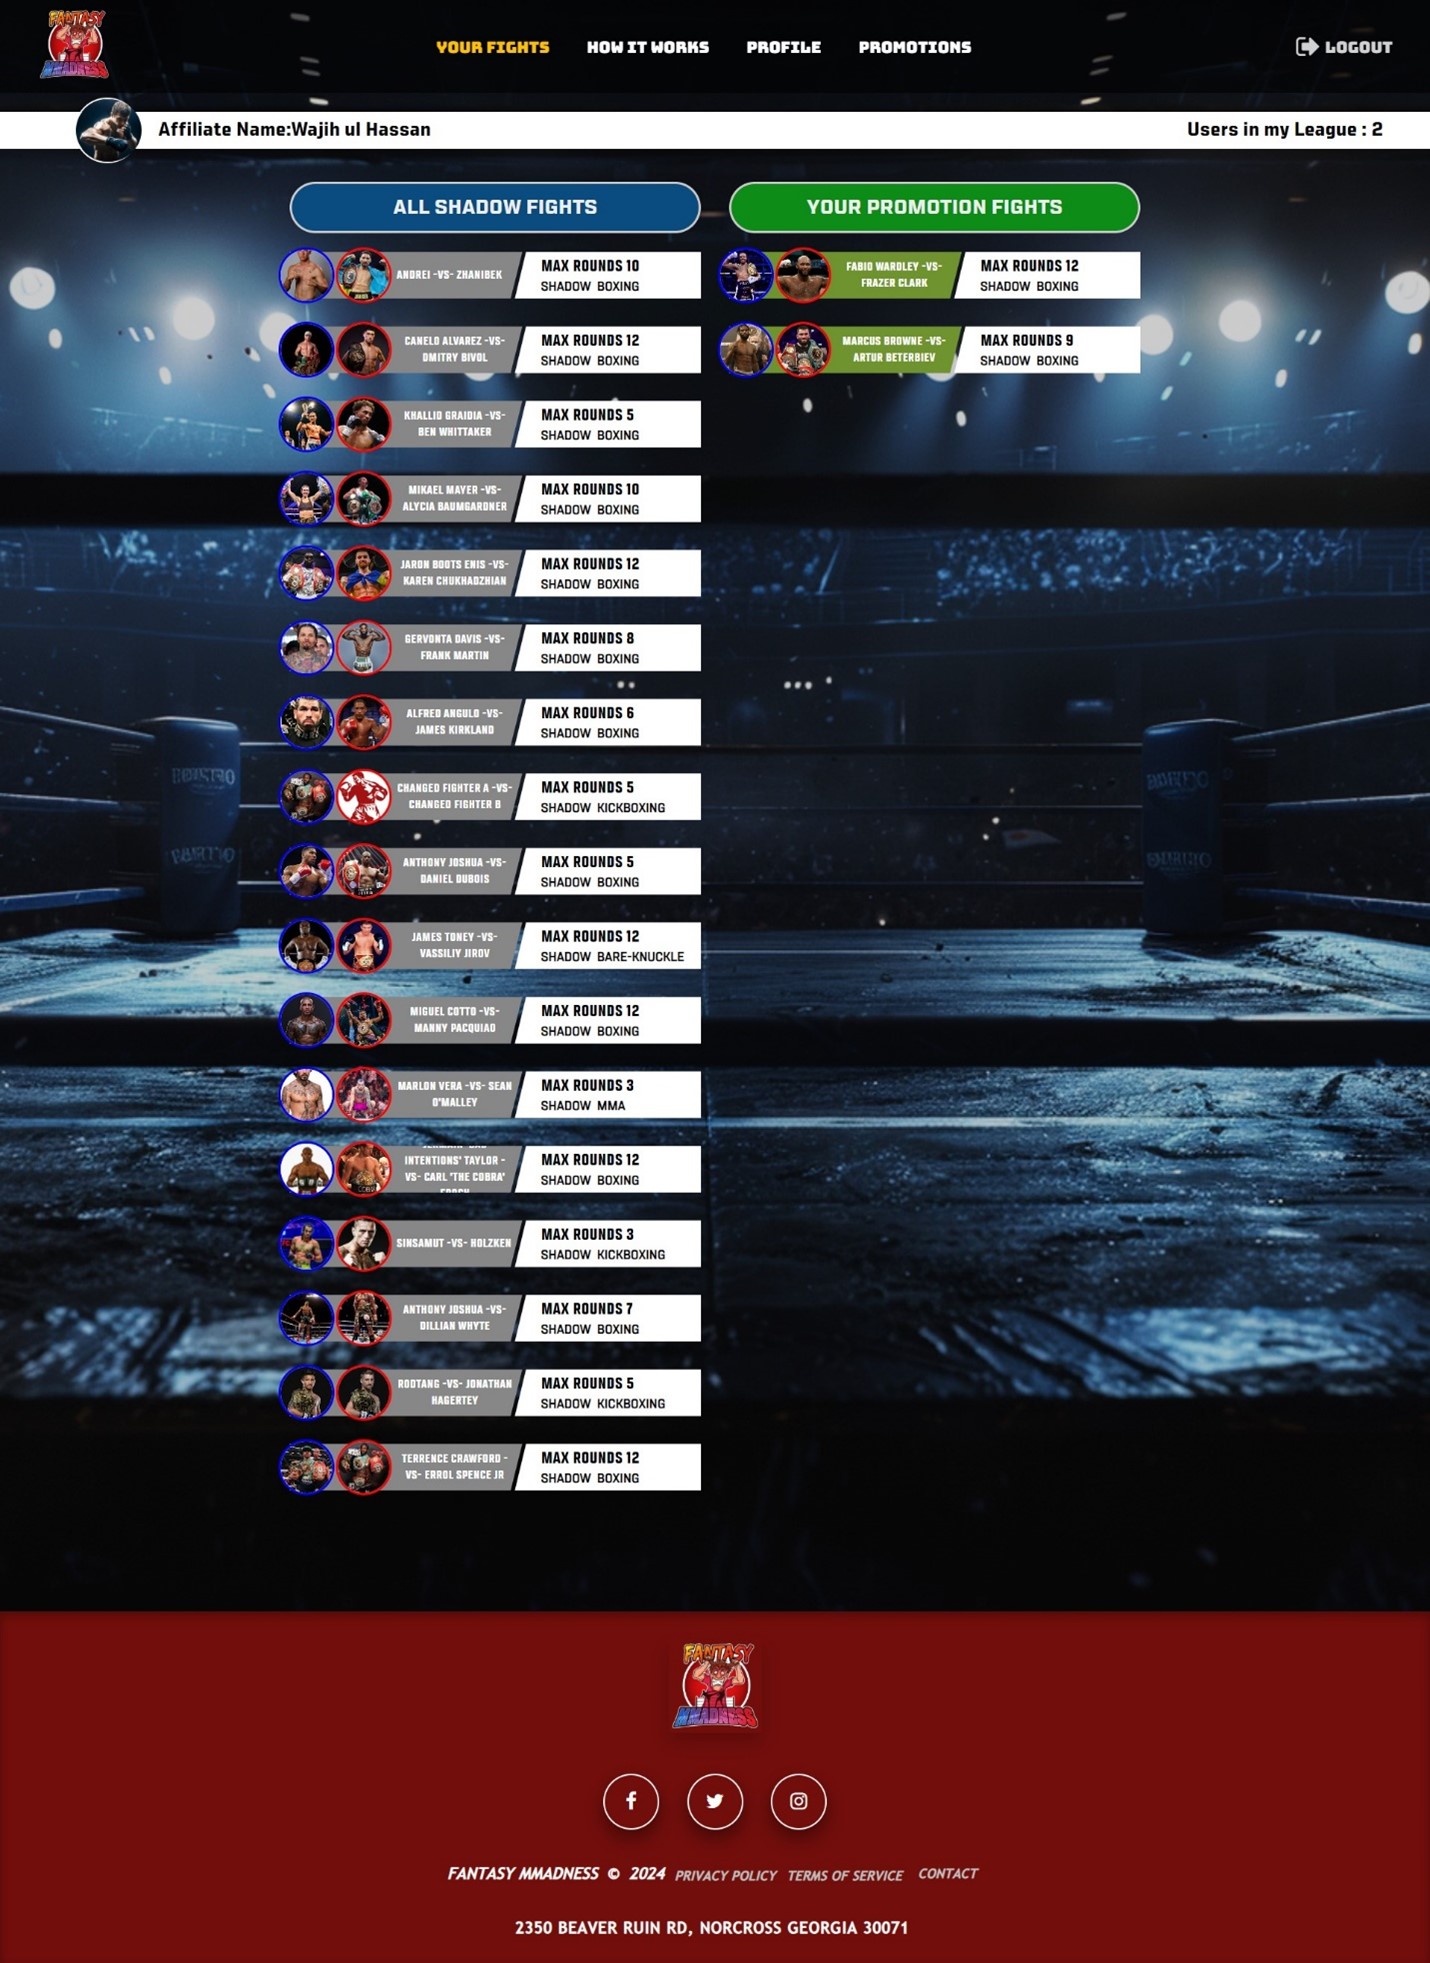 FANTASY
MMADNESS
YOUR FIGHTS
HOW IT WORKS
PROFILE
PROMOTIONS
LOGOUT
Affiliate Name:Wajih ul Hassan
Users in my League : 2
ALL SHADOW FIGHTS
ANDREI -VS- ZHANIBEK
MAX ROUNDS 10
SHADOW BOXING
CANELO ALVAREZ -VS-
DMITRY BIVOL
MAX ROUNDS 12
SHADOW BOXING
KHALLID GRAIDIA -VS-
BEN WHITTAKER
MAX ROUNDS 5
SHADOW BOXING
MIKAEL MAYER -VS-
ALYCIA BAUMGARDNER
MAX ROUNDS 10
SHADOW BOXING
JARON BOOTS ENIS -VS-
KAREN CHUKHADZHIAN
MAX ROUNDS 12
SHADOW BOXING
GERVONTA DAVIS -VS-
FRANK MARTIN
MAX ROUNDS 8
SHADOW BOXING
ALFRED ANGULO -VS-
JAMES KIRKLAND
MAX ROUNDS 6
SHADOW BOXING
CHANGED FIGHTER A -VS-
CHANGED FIGHTER B
MAX ROUNDS 5
SHADOW KICKBOXING
ANTHONY JOSHUA -VS-
DANIEL DUBOIS
MAX ROUNDS 5
SHADOW BOXING
JAMES TONEY -VS-
VASSILIY JIROV
MAX ROUNDS 12
SHADOW BARE-KNUCKLE
MIGUEL COTTO -VS-
MANNY PACQUIAO
MAX ROUNDS 12
SHADOW BOXING
MARLON VERA -VS- SEAN
O'MALLEY
MAX ROUNDS 3
SHADOW MMA
INTENTIONS' TAYLOR -
VS- CARL 'THE COBRA'
MAX ROUNDS 12
SHADOW BOXING
SINSAMUT -VS- HOLZKEN
MAX ROUNDS 3
SHADOW KICKBOXING
ANTHONY JOSHUA -VS-
DILLIAN WHYTE
MAX ROUNDS 7
SHADOW BOXING
RODTANG -VS- JONATHAN
HAGERTEY
MAX ROUNDS 5
SHADOW KICKBOXING
TERRENCE CRAWFORD -
VS- ERROL SPENCE JR
MAX ROUNDS 12
SHADOW BOXING
YOUR PROMOTION FIGHTS
FABIO WARDLEY -VS-
FRAZER CLARK
MAX ROUNDS 12
SHADOW BOXING
MARCUS BROWNE -VS-
ARTUR BETERBIEV
MAX ROUNDS 9
SHADOW BOXING
FANTASY
MMADNESS
FANTASY MMADNESS © 2024 PRIVACY POLICY TERMS OF SERVICE CONTACT
2350 BEAVER RUIN RD, NORCROSS GEORGIA 30071